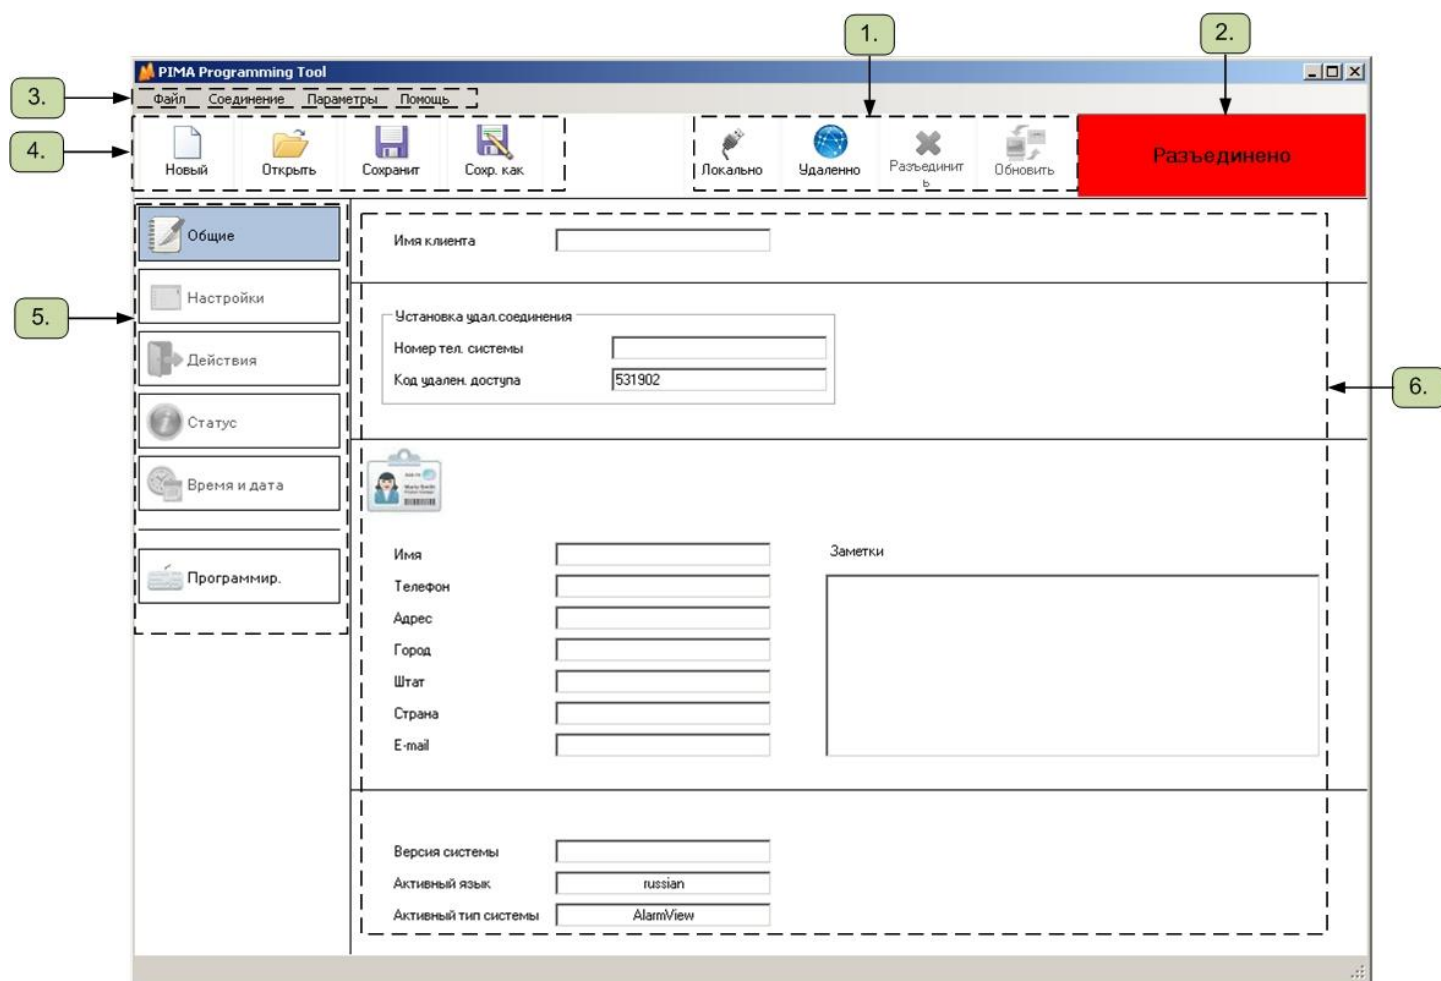 1.
2.
PIMA Programming Tool
3.
Файл Соединение Параметры Помощь
4.
Новый Открыть Сохранит Сохр. как Локально Удаленно Разъединит
ь Обновить
Разъединено
Общие
Имя клиента
Настройки
5.
Установка удал.соединения
Номер тел. системы
Действия
Код удален. доступа 531902
6.
Статус
Время и дата
Имя
Заметки
Программир.
Телефон
Адрес
Город
Штат
Страна
E-mail
Версия системы
Активный язык russian
Активный тип системы AlarmView